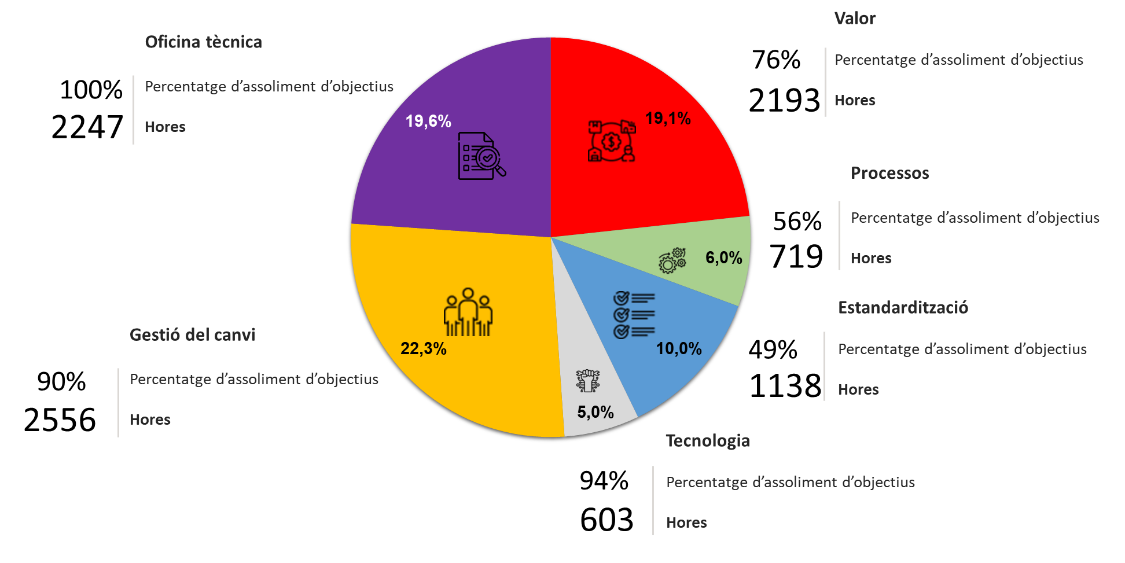 Oficina tècnica
100%
Percentatge d’assoliment d’objectius
2247
Hores
19,6%
Valor
76%
Percentatge d’assoliment d’objectius
2193
Hores
19,1%
Processos
56%
Percentatge d’assoliment d’objectius
719
Hores
6,0%
Estandardització
49%
Percentatge d’assoliment d’objectius
1138
Hores
10,0%
Gestió del canvi
90%
Percentatge d’assoliment d’objectius
2556
Hores
22,3%
5,0%
Tecnologia
94%
Percentatge d’assoliment d’objectius
603
Hores